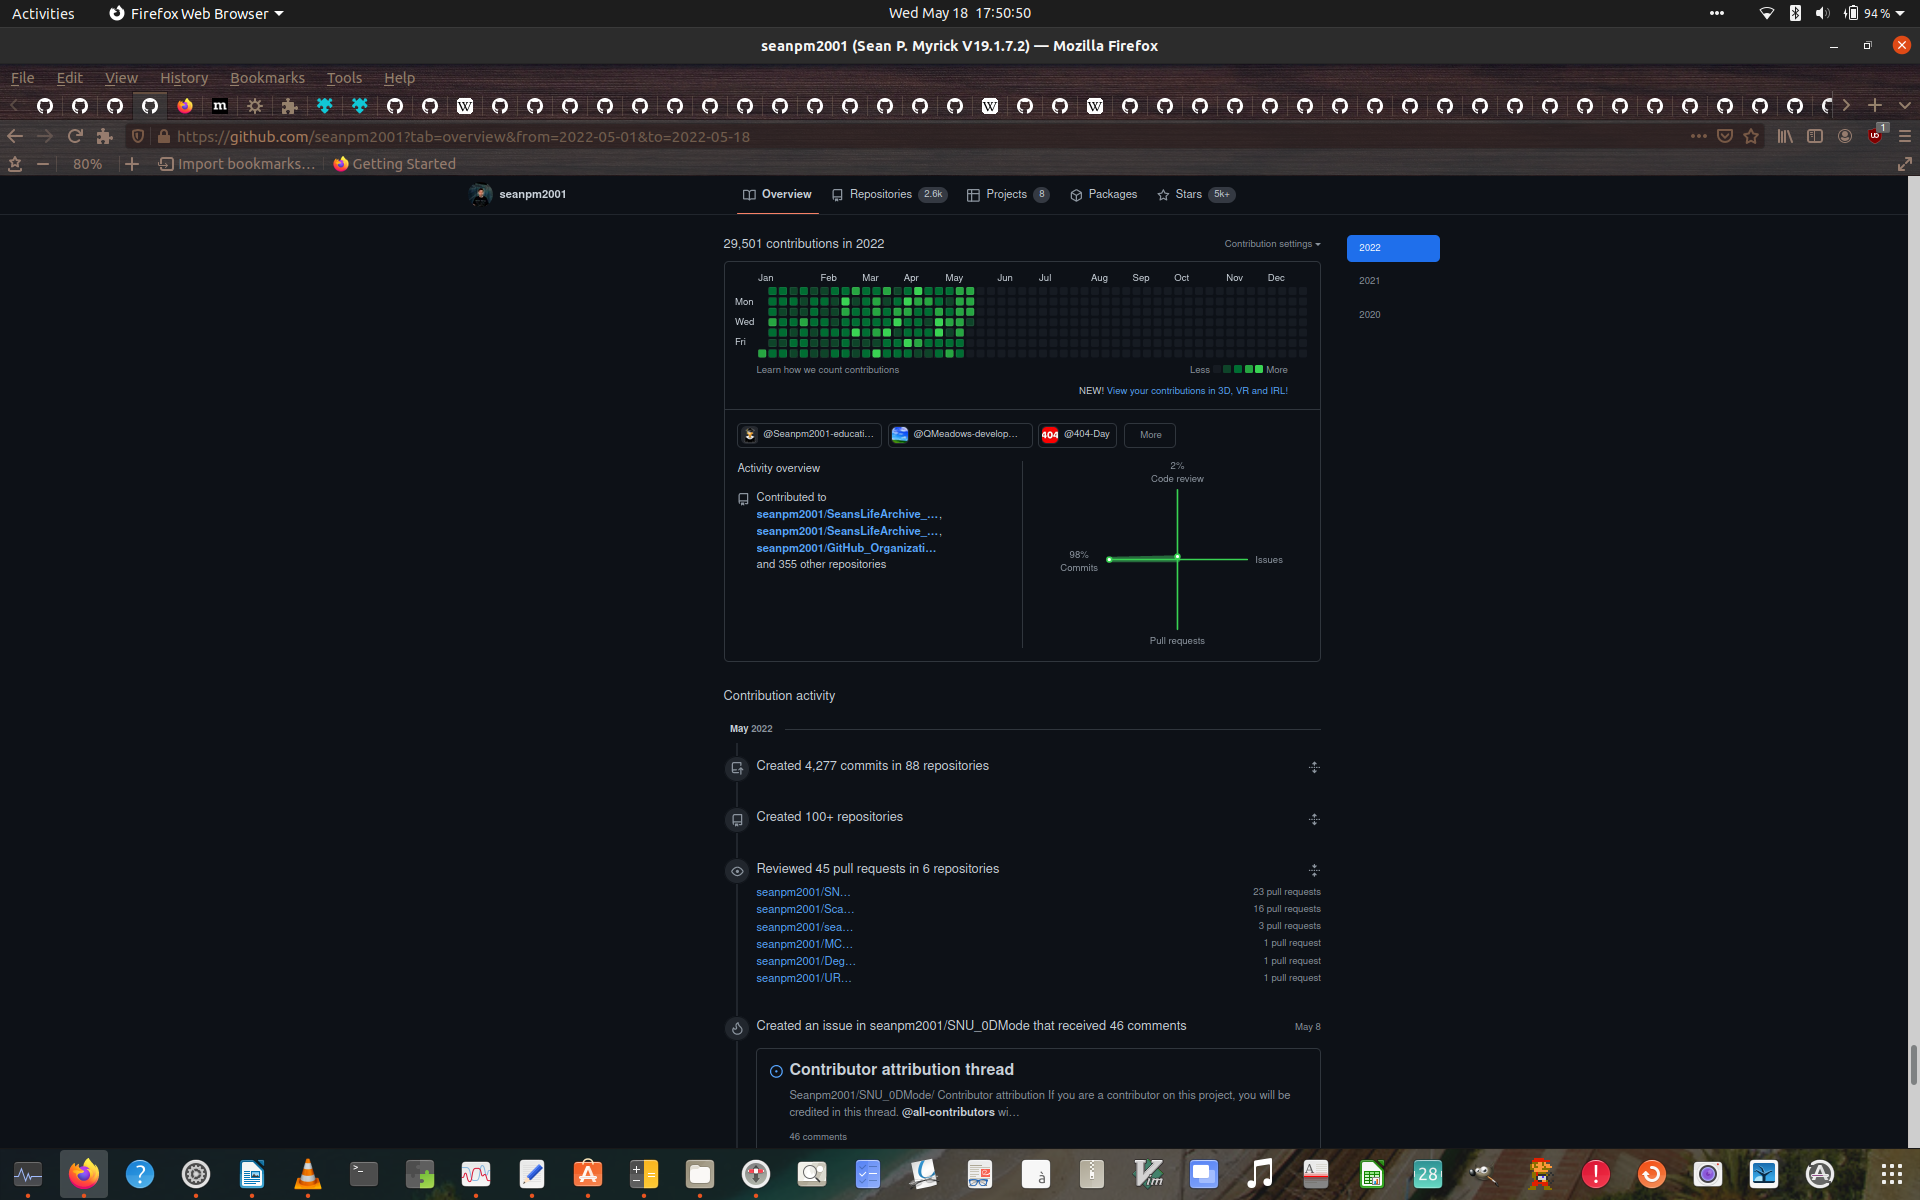 Activities
Firefox Web Browser
Wed May 18 17:50:50
94 %
seanpm2001 (Sean P. Myrick V19.1.7.2) — Mozilla Firefox
File Edit View History Bookmarks Tools Help
https://github.com/seanpm2001?tab=overview&from=2022-05-01&to=2022-05-18
1
80%
Import bookmarks...
Getting Started
seanpm2001
Overview
Repositories 2.6k
Projects 8
Packages
Stars 5k+
29,501 contributions in 2022
Contribution settings
2022
2021
2020
Jan Feb Mar Apr May Jun Jul Aug Sep Oct Nov Dec
Mon
Wed
Fri
Learn how we count contributions
Less
More
NEW! View your contributions in 3D, VR and IRL!
@Seanpm2001-educati...
@QMeadows-develop...
404
@404-Day
More
Activity overview
Contributed to
seanpm2001/SeansLifeArchive_...,
seanpm2001/SeansLifeArchive_...,
seanpm2001/GitHub_Organizati...
and 355 other repositories
2%
Code review
98%
Commits
Issues
Pull requests
Contribution activity
May 2022
Created 4,277 commits in 88 repositories
Created 100+ repositories
Reviewed 45 pull requests in 6 repositories
seanpm2001/SN... 23 pull requests
seanpm2001/Sca... 16 pull requests
seanpm2001/sea... 3 pull requests
seanpm2001/MC... 1 pull request
seanpm2001/Deg... 1 pull request
seanpm2001/UR... 1 pull request
Created an issue in seanpm2001/SNU_0DMode that received 46 comments
May 8
Contributor attribution thread
Seanpm2001/SNU_0DMode/ Contributor attribution If you are a contributor on this project, you will be
credited in this thread. @all-contributors wi...
46 comments
28